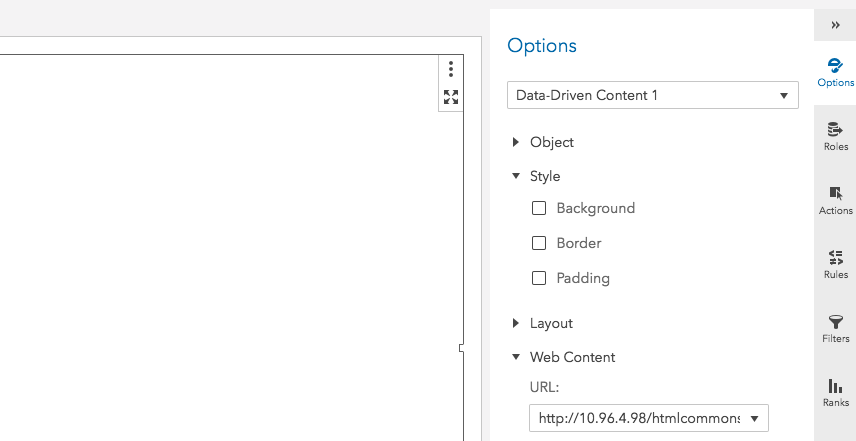 Options
Data-Driven Content 1
Object
Style
Background
Border
Padding
Layout
Web Content
URL:
http://10.96.4.98/htmlcommons
Options
Roles
Actions
Rules
Filters
Ranks